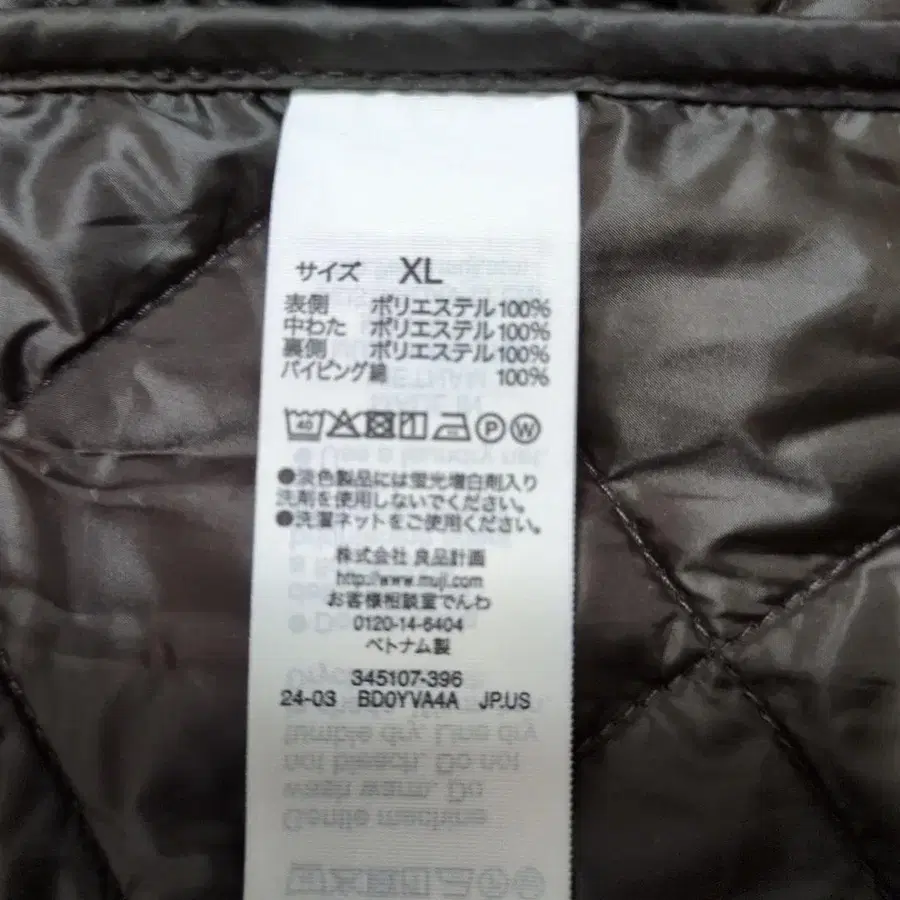 サイズ XL
表側 ポリエステル100%
中わた ポリエステル100%
裏側 ポリエステル100%
パイピング 綿 100%
40 P W
●淡色製品には蛍光増白剤入り
洗剤を使用しないでください。
●洗濯ネットをご使用ください。
株式会社 良品計画
http://www.muji.com
お客様相談室でんわ
0120-14-6404
ベトナム製
345107-396
24-03 BD0YVA4A JP.US